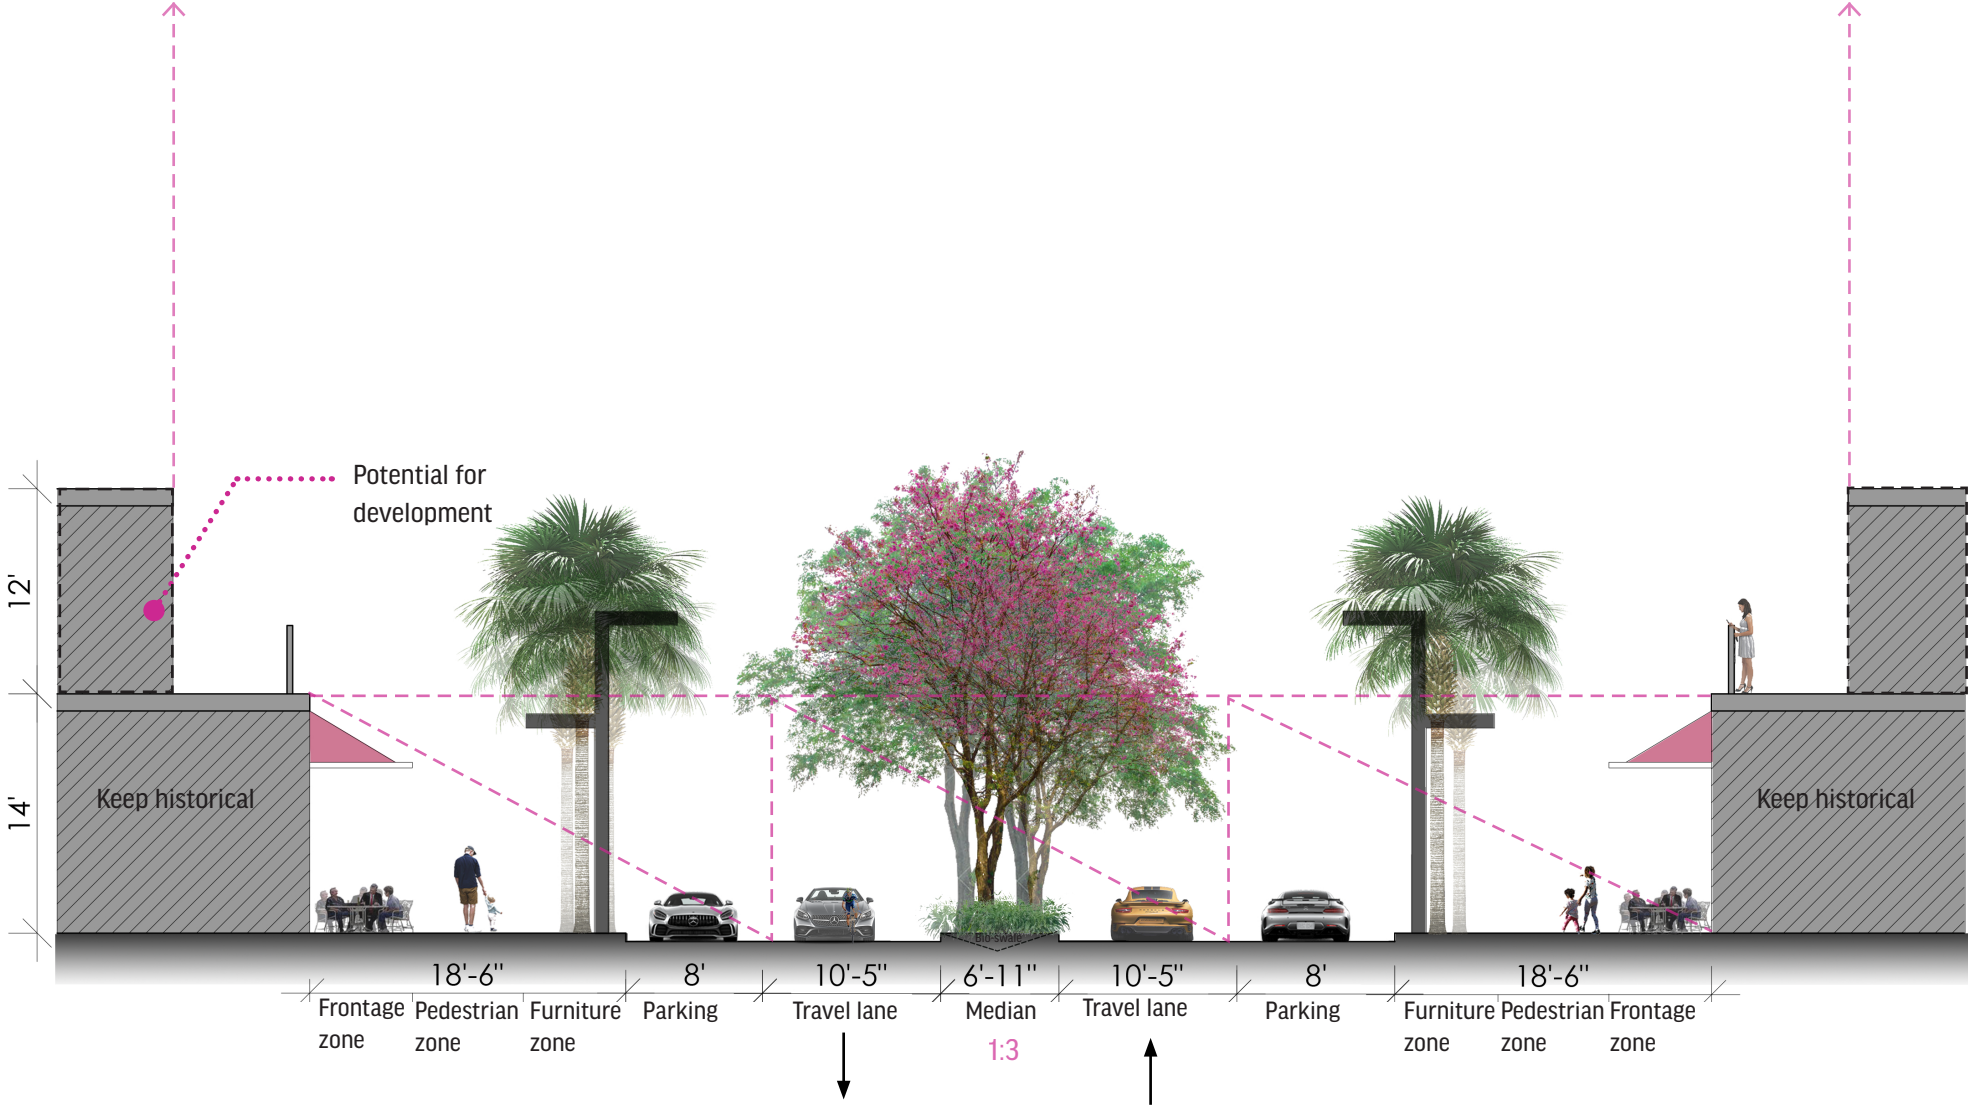 Potential for
development
12'
14'
Keep historical
Keep historical
Bio-swale
18'-6"
8'
10'-5"
6'-11"
10'-5"
8'
18'-6"
Frontage
zone
Pedestrian
zone
Furniture
zone
Parking
Travel lane
Median
1:3
Travel lane
Parking
Furniture
zone
Pedestrian
zone
Frontage
zone